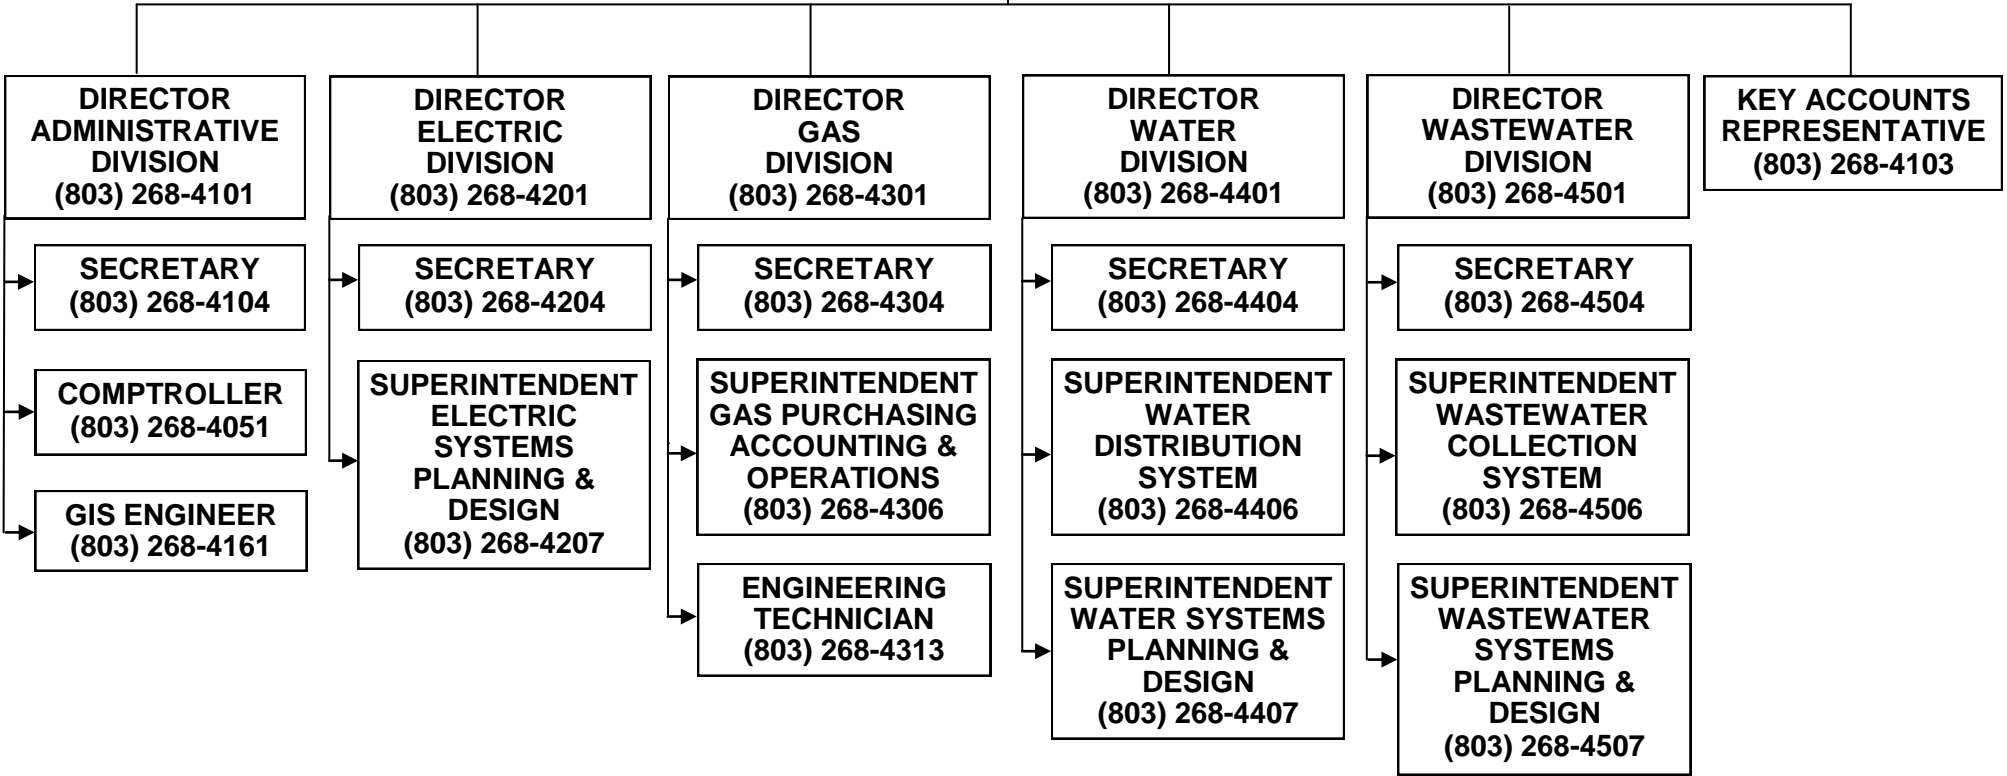 DIRECTOR
ADMINISTRATIVE
DIVISION
(803) 268-4101
SECRETARY
(803) 268-4104
COMPTROLLER
(803) 268-4051
GIS ENGINEER
(803) 268-4161
DIRECTOR
ELECTRIC
DIVISION
(803) 268-4201
SECRETARY
(803) 268-4204
SUPERINTENDENT
ELECTRIC
SYSTEMS
PLANNING &
DESIGN
(803) 268-4207
DIRECTOR
GAS
DIVISION
(803) 268-4301
SECRETARY
(803) 268-4304
SUPERINTENDENT
GAS PURCHASING
ACCOUNTING &
OPERATIONS
(803) 268-4306
ENGINEERING
TECHNICIAN
(803) 268-4313
DIRECTOR
WATER
DIVISION
(803) 268-4401
SECRETARY
(803) 268-4404
SUPERINTENDENT
WATER
DISTRIBUTION
SYSTEM
(803) 268-4406
SUPERINTENDENT
WATER SYSTEMS
PLANNING &
DESIGN
(803) 268-4407
DIRECTOR
WASTEWATER
DIVISION
(803) 268-4501
SECRETARY
(803) 268-4504
SUPERINTENDENT
WASTEWATER
COLLECTION
SYSTEM
(803) 268-4506
SUPERINTENDENT
WASTEWATER
SYSTEMS
PLANNING &
DESIGN
(803) 268-4507
KEY ACCOUNTS
REPRESENTATIVE
(803) 268-4103